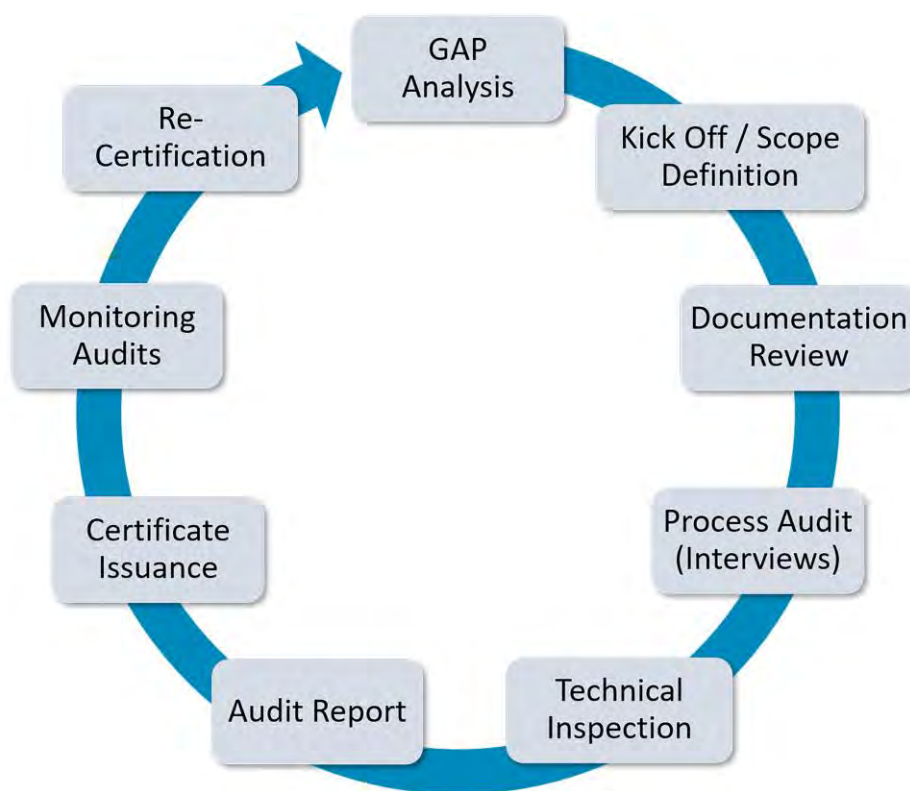 GAP
Analysis
Kick Off / Scope
Definition
Documentation
Review
Process Audit
(Interviews)
Technical
Inspection
Audit Report
Certificate
Issuance
Monitoring
Audits
Re-
Certification